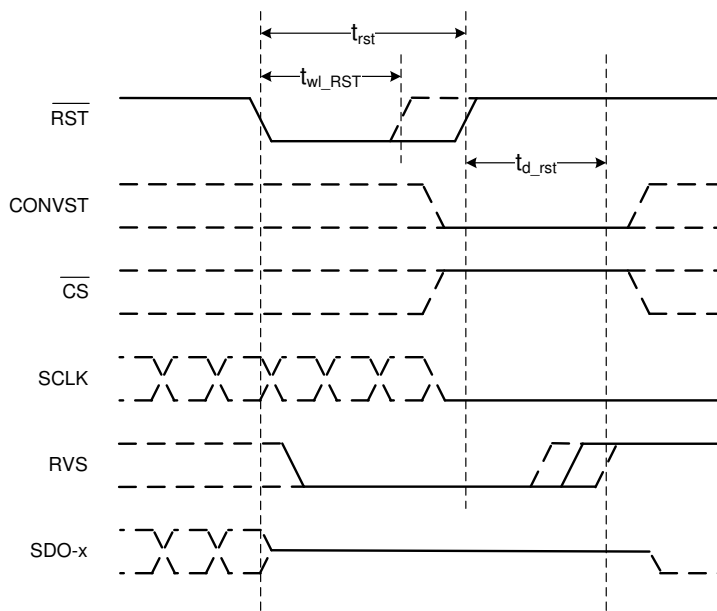 t_rst
t_wl_RST
RST
t_d_rst
CONVST
CS
SCLK
RVS
SDO-x